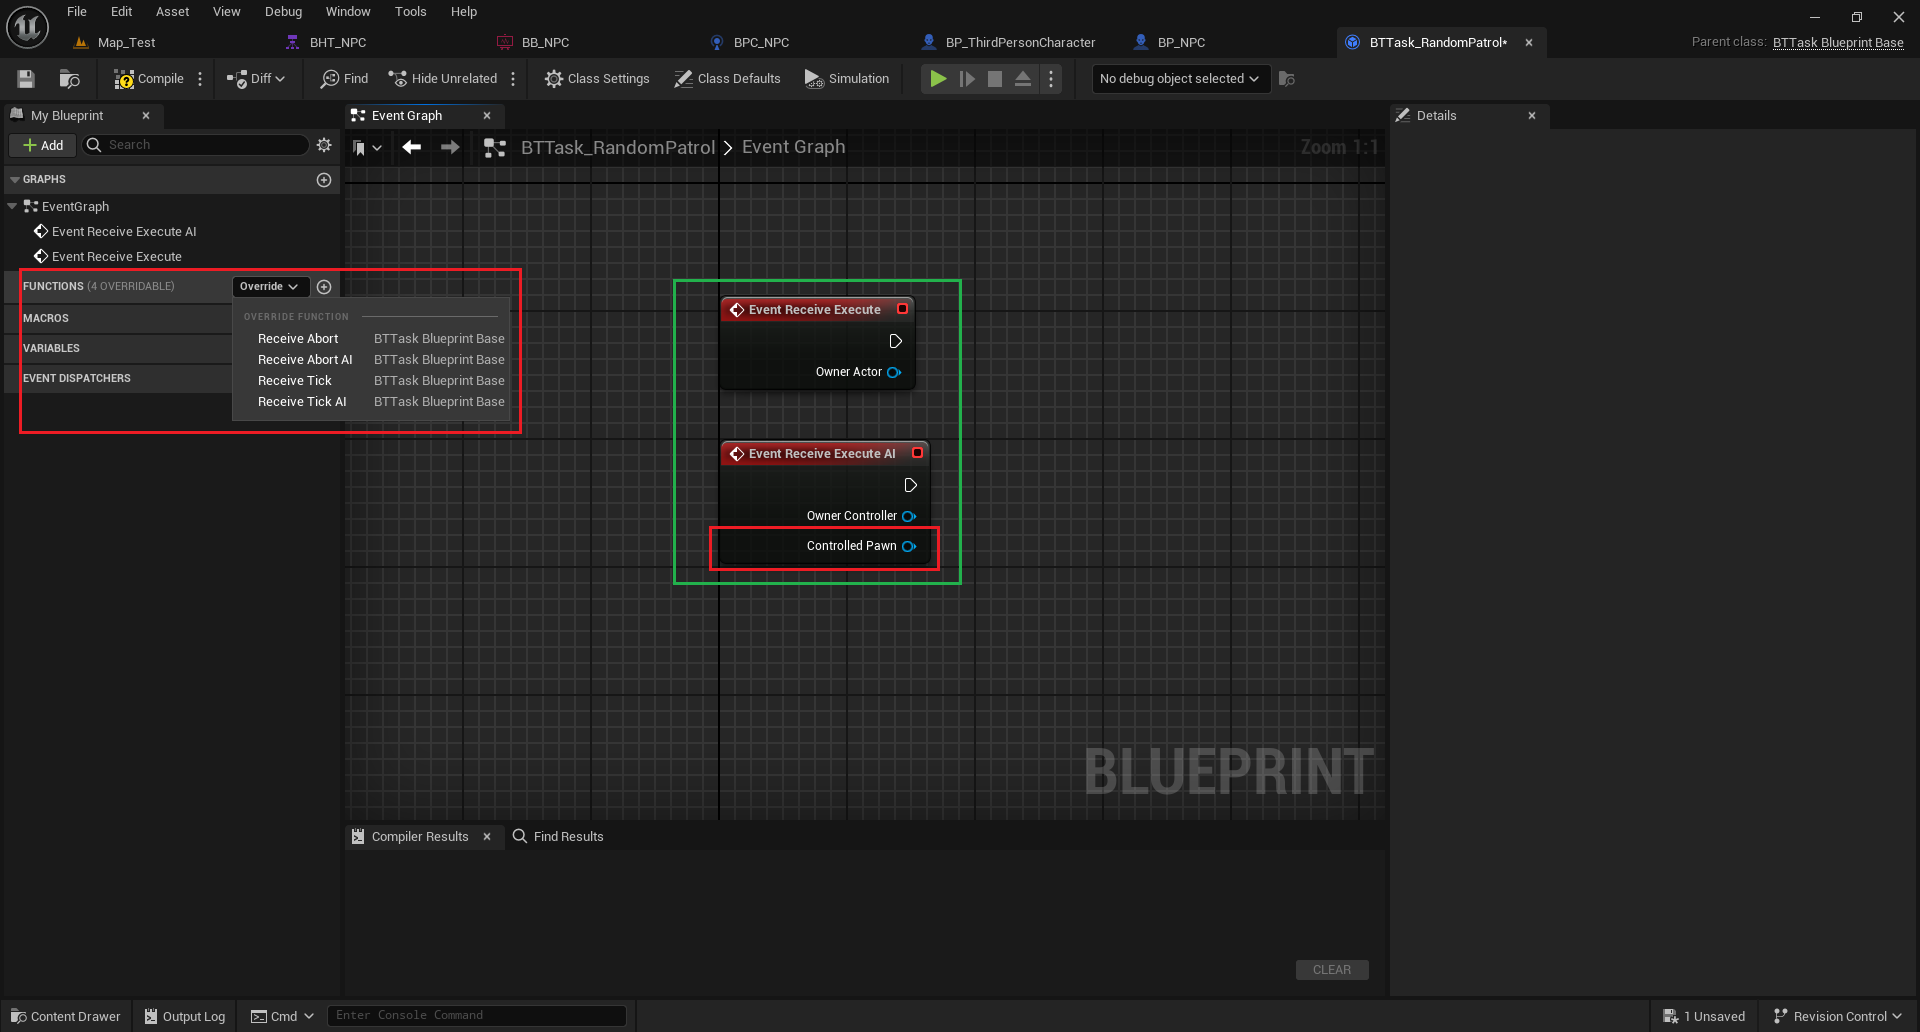 File Edit Asset View Debug Window Tools Help
Map_Test BHT_NPC BB_NPC BPC_NPC BP_ThirdPersonCharacter BP_NPC BTTask_RandomPatrol* Parent class: BTTask Blueprint Base
Compile Diff Find Hide Unrelated Class Settings Class Defaults Simulation No debug object selected
My Blueprint Event Graph Details
Add Search BTTask_RandomPatrol > Event Graph Zoom 1:1
GRAPHS
EventGraph
Event Receive Execute AI
Event Receive Execute
FUNCTIONS (4 OVERRIDABLE) Override
MACROS
VARIABLES
EVENT DISPATCHERS
OVERRIDE FUNCTION
Receive Abort BTTask Blueprint Base
Receive Abort AI BTTask Blueprint Base
Receive Tick BTTask Blueprint Base
Receive Tick AI BTTask Blueprint Base
Event Receive Execute
Owner Actor
Event Receive Execute AI
Owner Controller
Controlled Pawn
BLUEPRINT
Compiler Results Find Results
CLEAR
Content Drawer Output Log Cmd Enter Console Command 1 Unsaved Revision Control